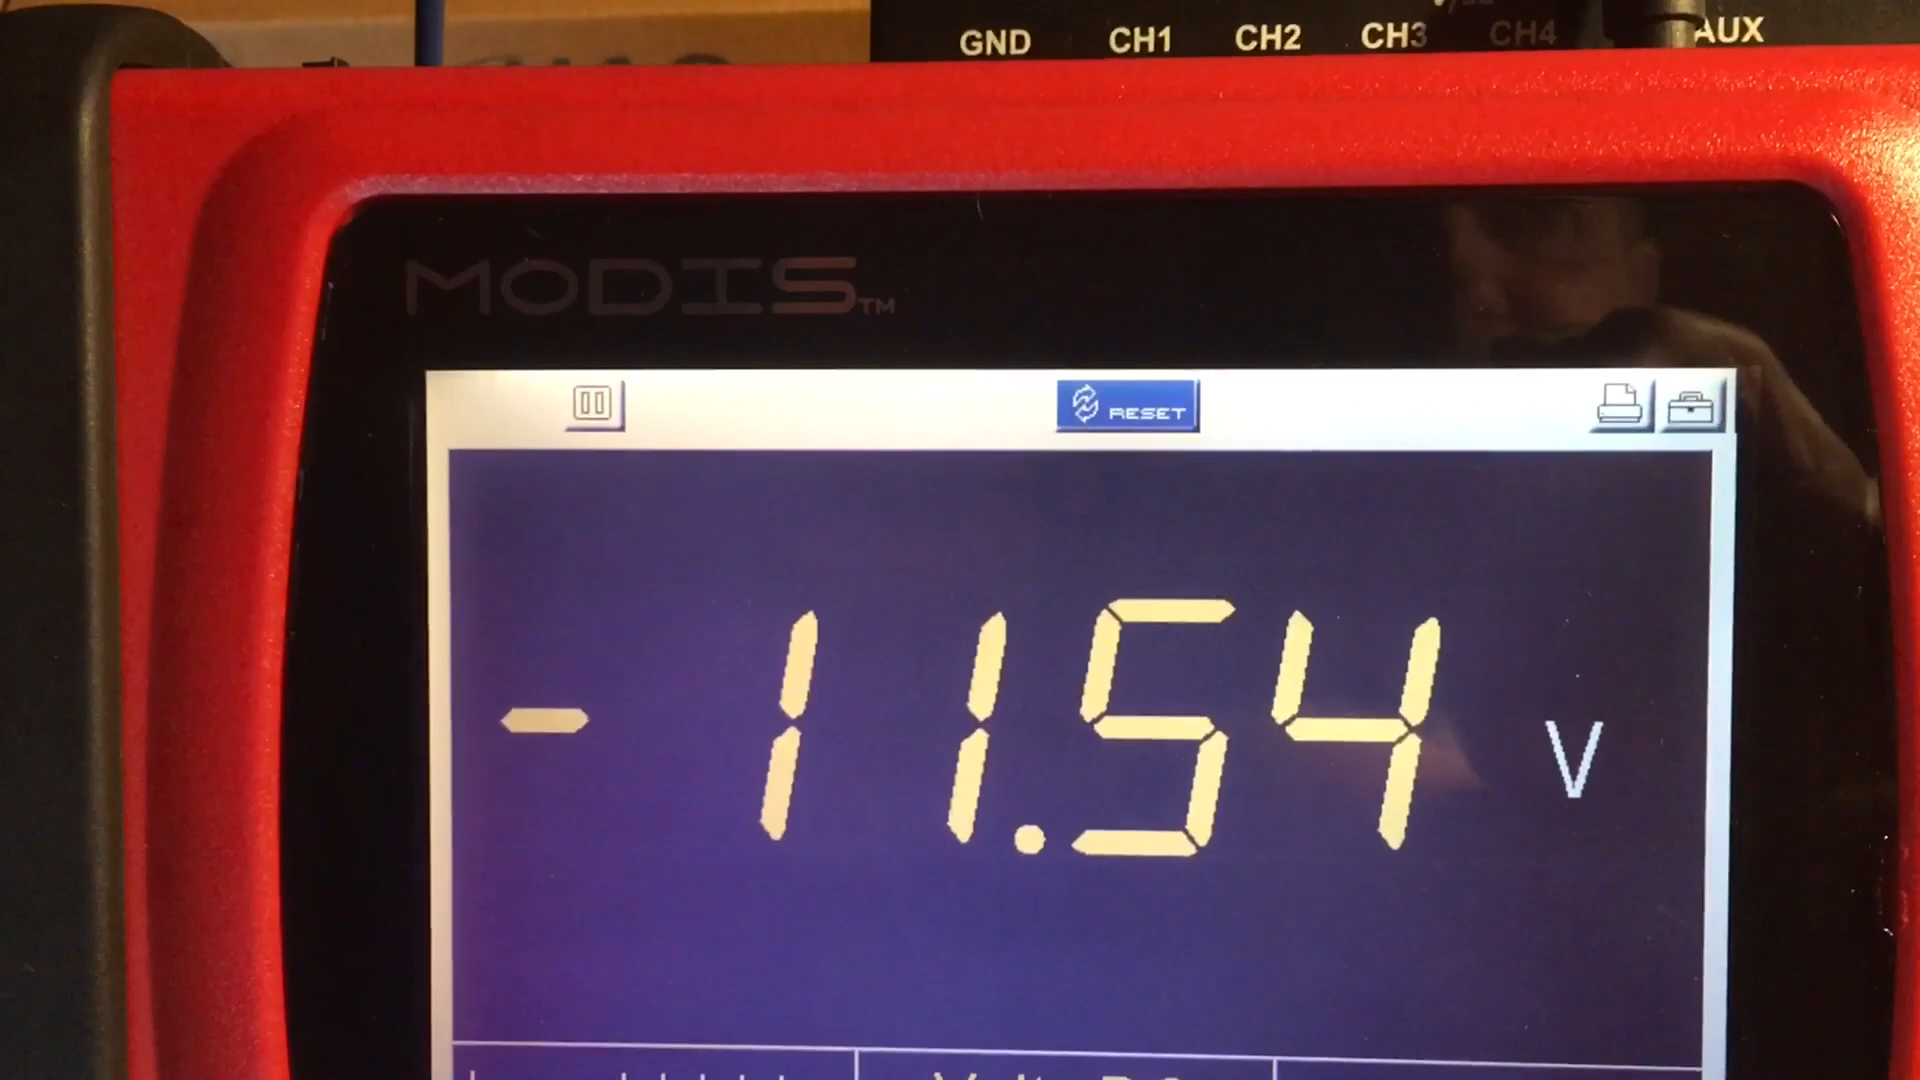 GND CH1 CH2 CH3 CH4 AUX
MODIS™
RESET
-11.54 V